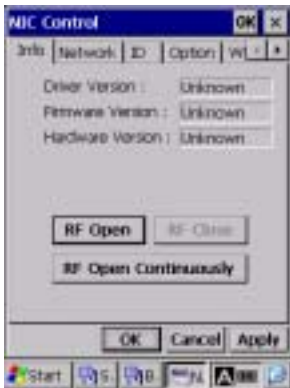 NIC Control OK ×
Info Network ID Option
Driver Version : Unknown
Firmware Version : Unknown
Hardware Version : Unknown
RF Open RF Close
RF Open Continuously
OK Cancel Apply
Start